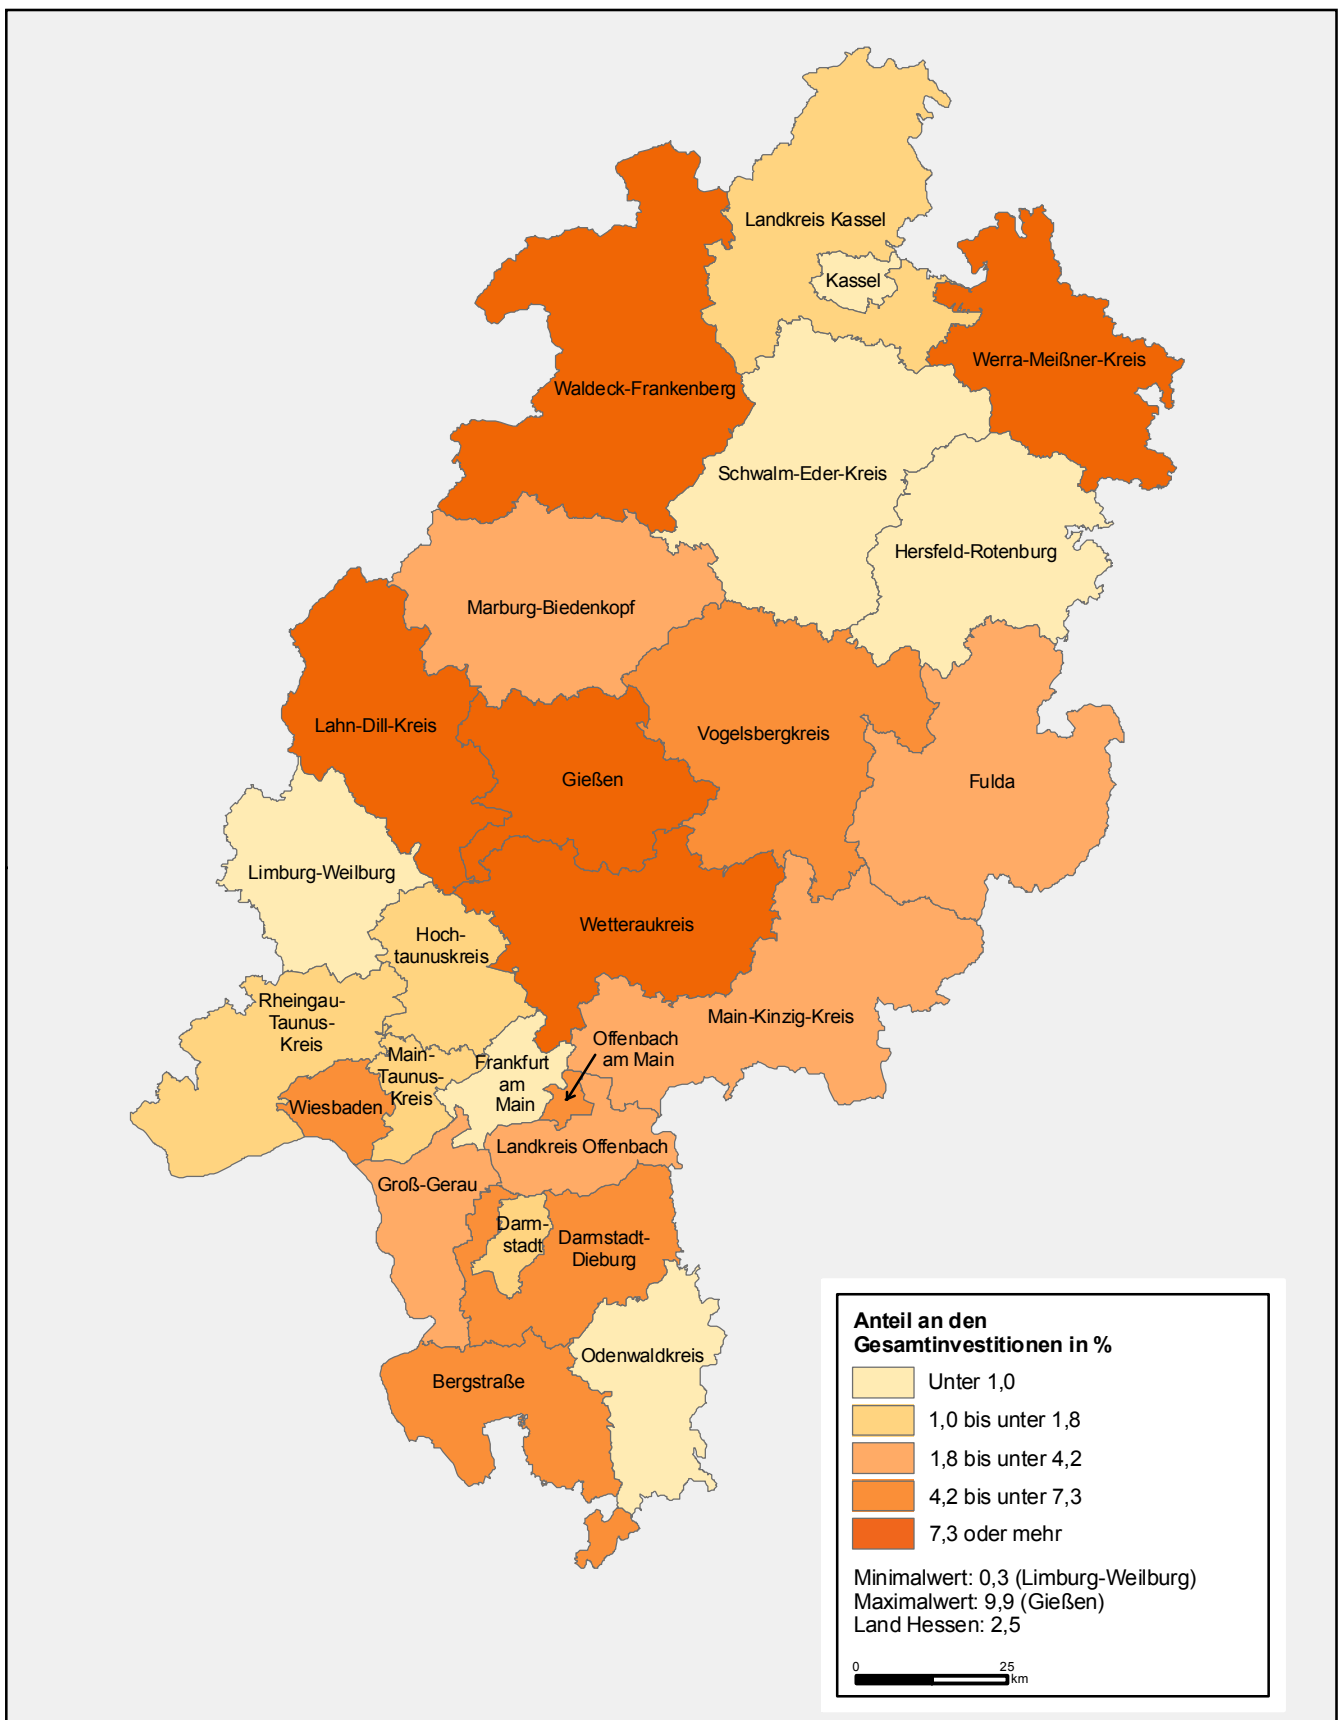 Landkreis Kassel
Kassel
Werra-Meißner-Kreis
Waldeck-Frankenberg
Schwalm-Eder-Kreis
Hersfeld-Rotenburg
Marburg-Biedenkopf
Lahn-Dill-Kreis
Vogelsbergkreis
Gießen
Fulda
Limburg-Weilburg
Wetteraukreis
Hoch-
taunuskreis
Rheingau-
Taunus-
Kreis
Main-Kinzig-Kreis
Offenbach
am Main
Main-
Taunus-
Kreis
Frankfurt
am
Main
Wiesbaden
Landkreis Offenbach
Groß-Gerau
Darm-
stadt
Darmstadt-
Dieburg
Odenwaldkreis
Bergstraße
Anteil an den
Gesamtinvestitionen in %
Unter 1,0
1,0 bis unter 1,8
1,8 bis unter 4,2
4,2 bis unter 7,3
7,3 oder mehr
Minimalwert: 0,3 (Limburg-Weilburg)
Maximalwert: 9,9 (Gießen)
Land Hessen: 2,5
0 25
km